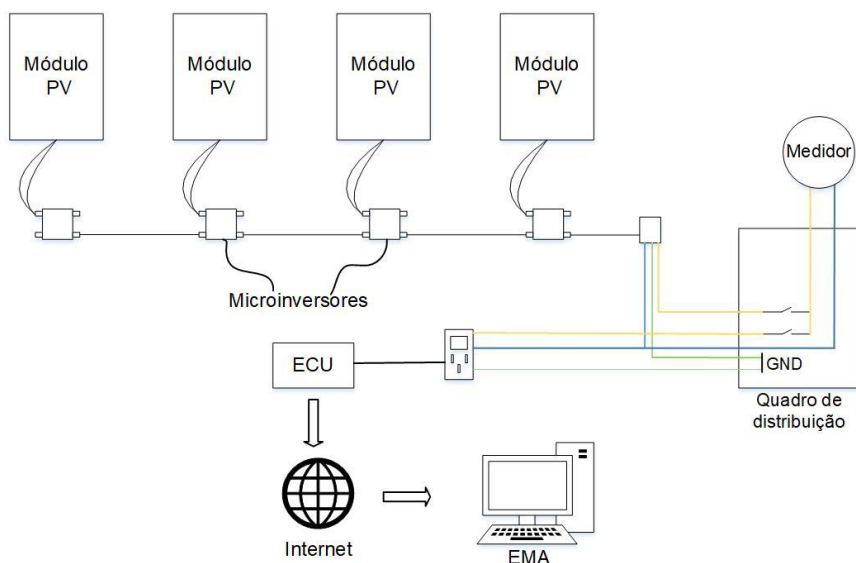 Módulo
PV
Módulo
PV
Módulo
PV
Módulo
PV
Medidor
Microinversores
ECU
GND
Quadro de
distribuição
Internet
EMA